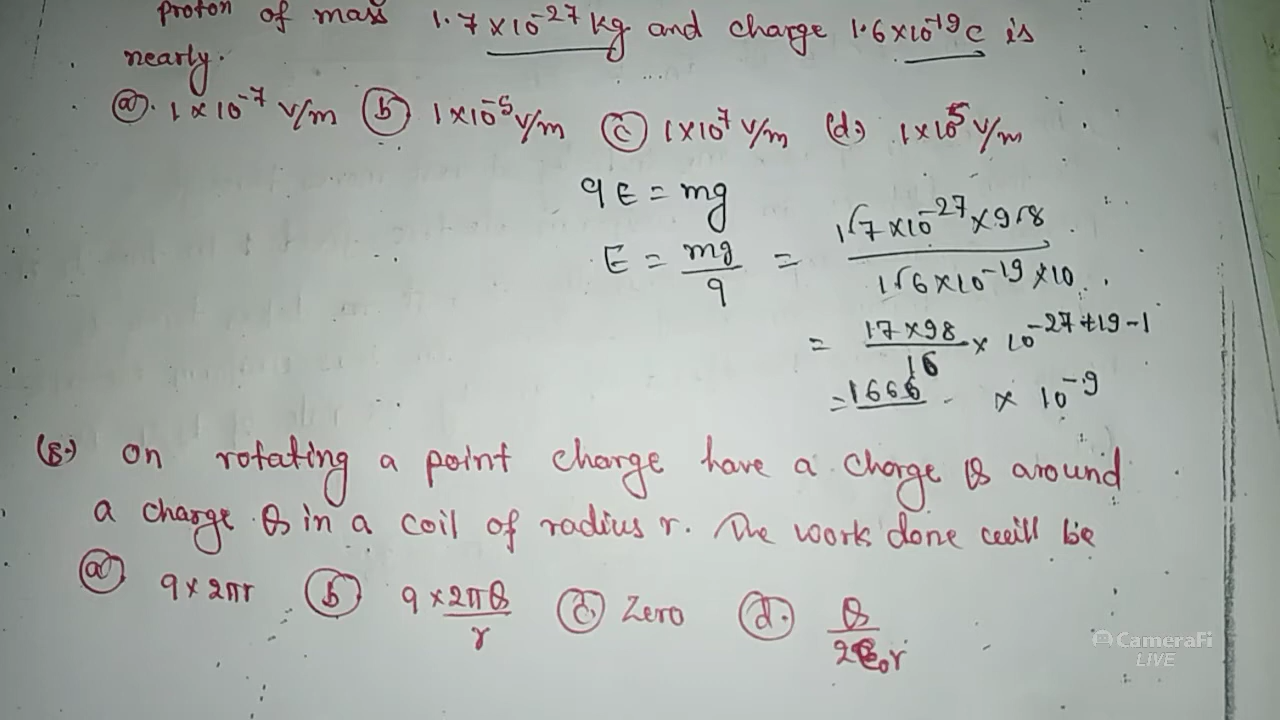 proton of mass 1.7×10⁻²⁷ kg and charge 1.6×10⁻¹⁹C is
nearly.
(a). 1×10⁻⁷ V/m (b) 1×10⁻⁵ V/m (c) 1×10⁷ V/m (d.) 1×10⁵ V/m
qE = mg
E = mg/q = 1.7×10⁻²⁷×9.8 / 1.6×10⁻¹⁹×10
= 17×98/16 × 10⁻²⁷⁺¹⁹⁻¹
= 1666 × 10⁻⁹
(8.) On rotating a point charge have a charge Q around
a charge Q in a coil of radius r. The work done will be
(a) q×2πr (b) q×2πQ/r (c) Zero (d.) Q/2ε₀r
CameraFi
LIVE